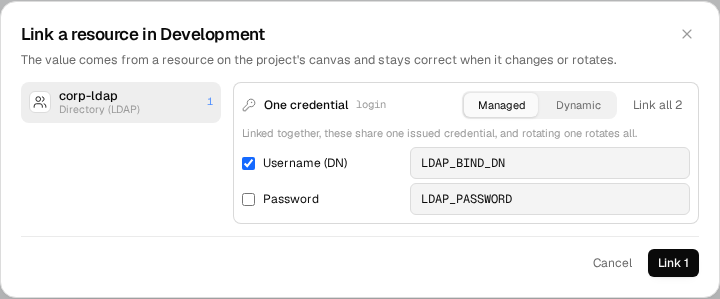 Link a resource in Development
The value comes from a resource on the project's canvas and stays correct when it changes or rotates.
corp-ldap
Directory (LDAP)
1
One credential login
Managed
Dynamic
Link all 2
Linked together, these share one issued credential, and rotating one rotates all.
Username (DN)
LDAP_BIND_DN
Password
LDAP_PASSWORD
Cancel
Link 1